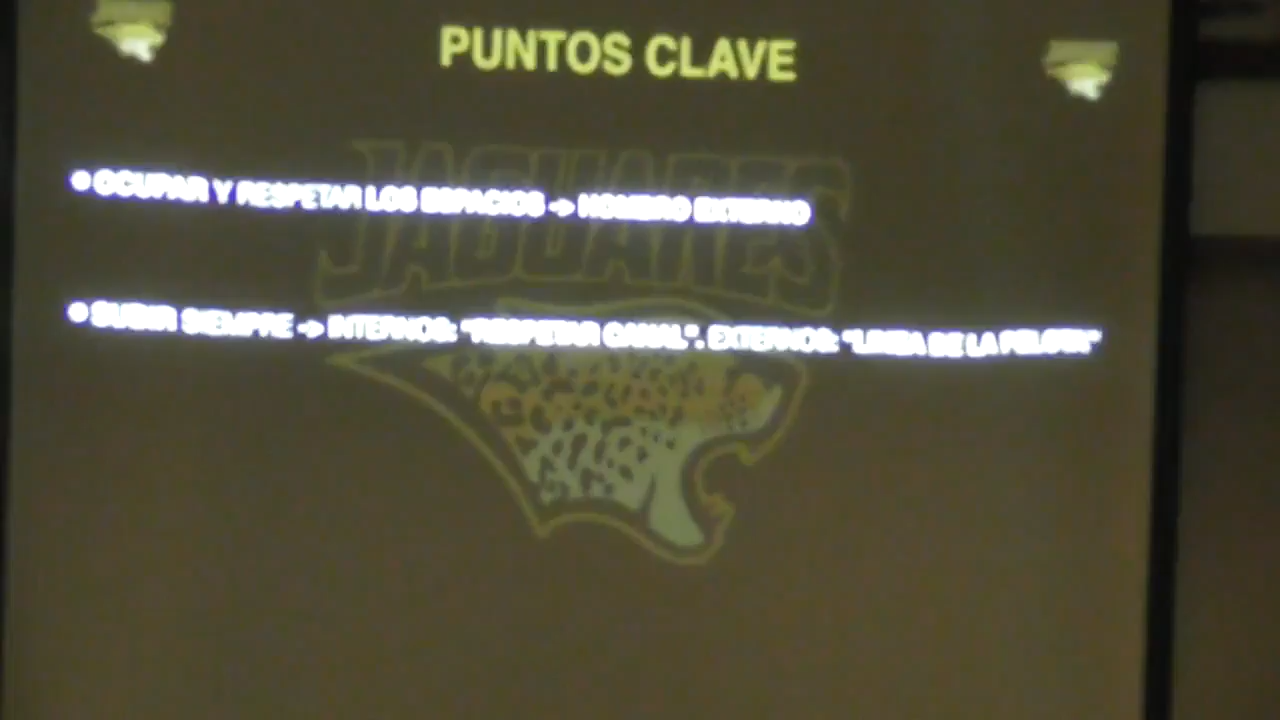 PUNTOS CLAVE
JAGUARES
• OCUPAR Y RESPETAR LOS ESPACIOS -> HOMBRO EXTERNO
• SUBIR SIEMPRE -> INTERNOS: "RESPETAR CANAL". EXTERNOS: "LINEA DE LA PELOTA"